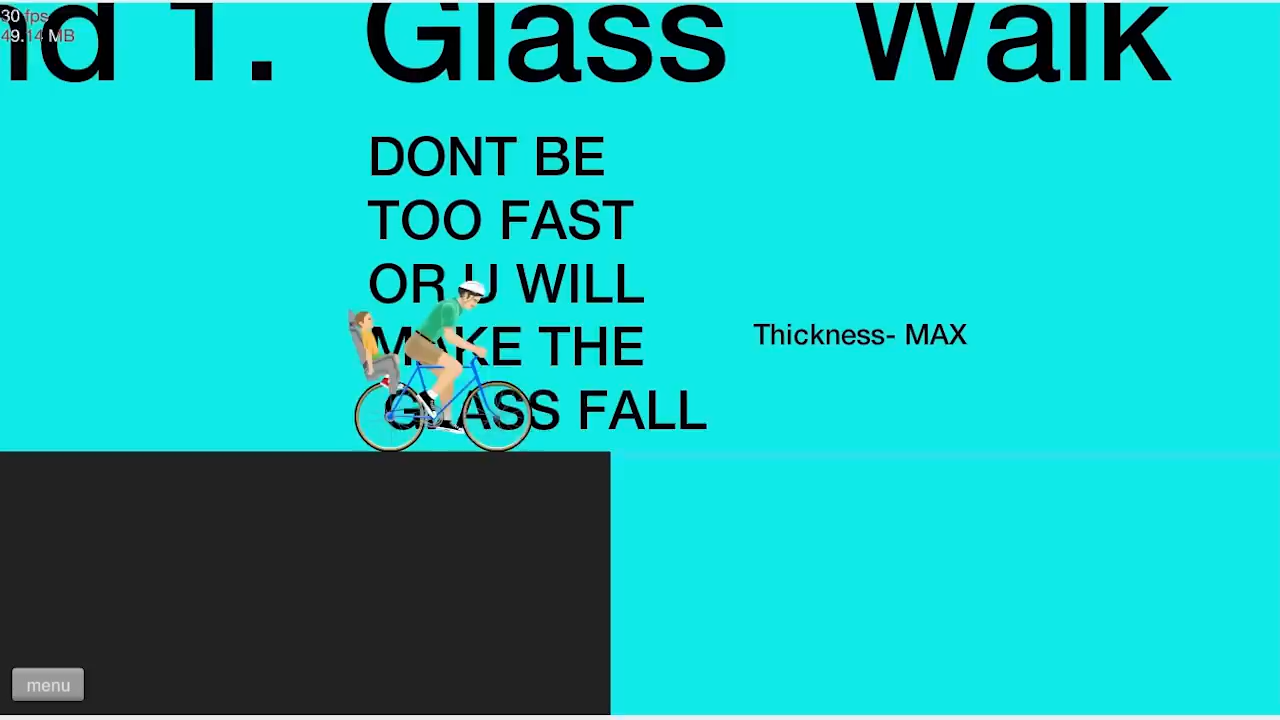 30 fps
49.14 MB
ld 1. Glass Walk
DONT BE
TOO FAST
OR U WILL
MAKE THE
GLASS FALL
Thickness- MAX
menu